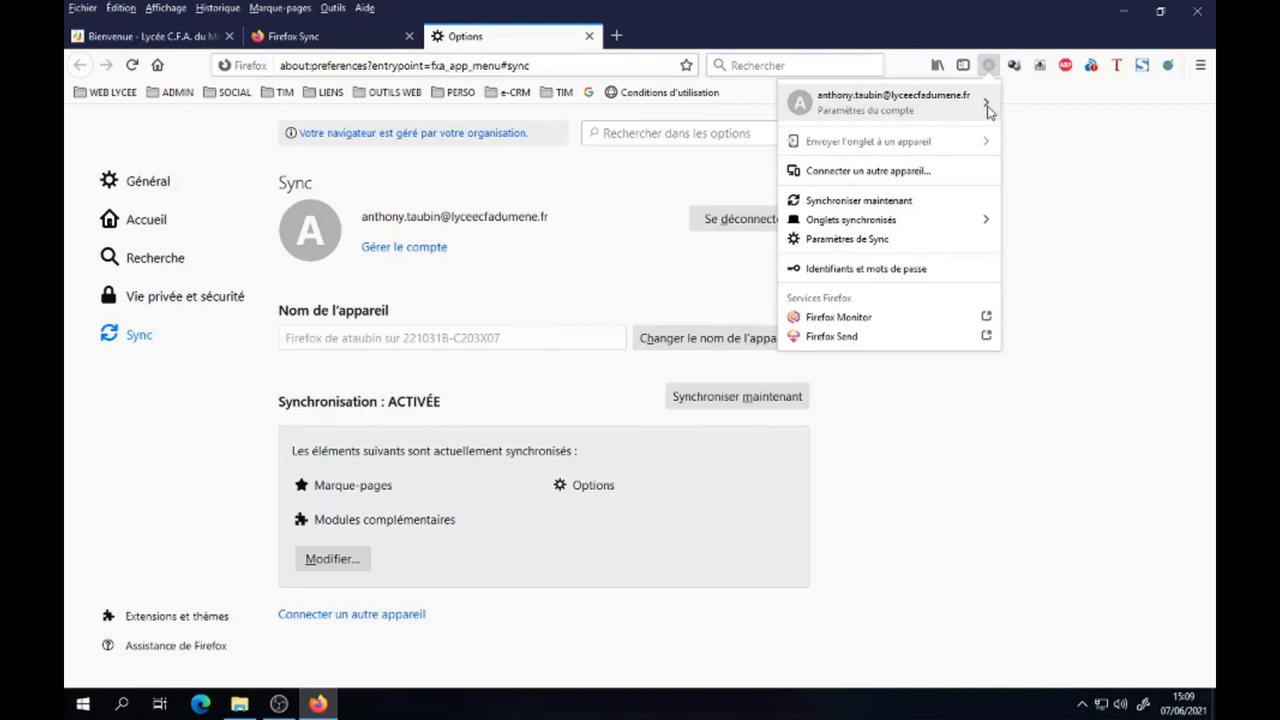 Fichier Édition Affichage Historique Marque-pages Outils Aide
Bienvenue - Lycée C.F.A. du M
Firefox Sync
Options
Firefox about:preferences?entrypoint=fxa_app_menu#sync
Rechercher
WEB LYCEE ADMIN SOCIAL TIM LIENS OUTILS WEB PERSO e-CRM TIM Conditions d'utilisation
Votre navigateur est géré par votre organisation.
Rechercher dans les options
Général
Accueil
Recherche
Vie privée et sécurité
Sync
Extensions et thèmes
Assistance de Firefox
Sync
A
anthony.taubin@lyceecfadumene.fr
Se déconnecte
Gérer le compte
Nom de l'appareil
Firefox de ataubin sur 221031B-C203X07
Changer le nom de l'appa
Synchronisation : ACTIVÉE
Synchroniser maintenant
Les éléments suivants sont actuellement synchronisés :
Marque-pages
Options
Modules complémentaires
Modifier...
Connecter un autre appareil
A
anthony.taubin@lyceecfadumene.fr
Paramètres du compte
Envoyer l'onglet à un appareil
Connecter un autre appareil...
Synchroniser maintenant
Onglets synchronisés
Paramètres de Sync
Identifiants et mots de passe
Services Firefox
Firefox Monitor
Firefox Send
15:09
07/06/2021